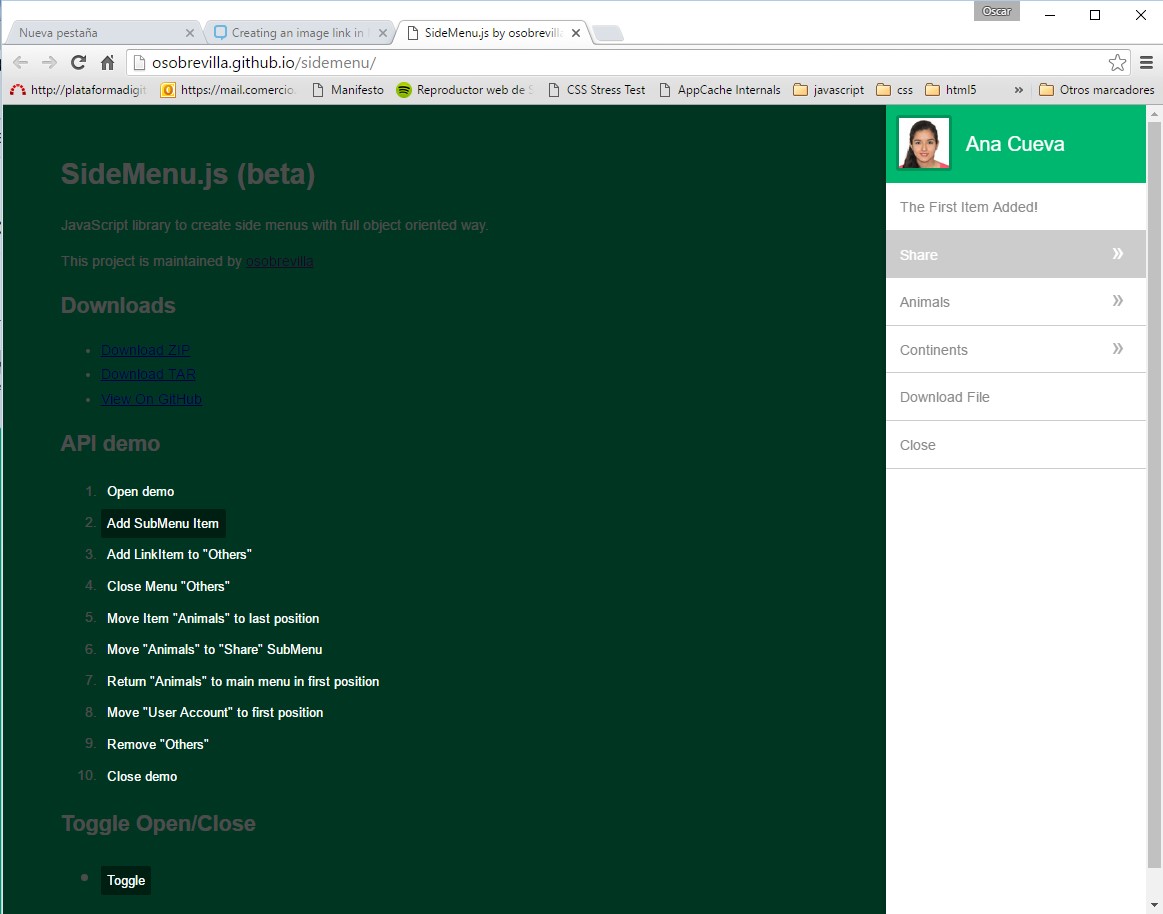 Oscar
Nueva pestaña
Creating an image link in
SideMenu.js by osobrevilla
osobrevilla.github.io/sidemenu/
http://plataformadigit
https://mail.comercio.
Manifesto
Reproductor web de S
CSS Stress Test
AppCache Internals
javascript
css
html5
»
Otros marcadores
SideMenu.js (beta)
JavaScript library to create side menus with full object oriented way.
This project is maintained by osobrevilla
Downloads
• Download ZIP
• Download TAR
• View On GitHub
API demo
1. Open demo
2. Add SubMenu Item
3. Add LinkItem to "Others"
4. Close Menu "Others"
5. Move Item "Animals" to last position
6. Move "Animals" to "Share" SubMenu
7. Return "Animals" to main menu in first position
8. Move "User Account" to first position
9. Remove "Others"
10. Close demo
Toggle Open/Close
• Toggle
Ana Cueva
The First Item Added!
Share »
Animals »
Continents »
Download File
Close